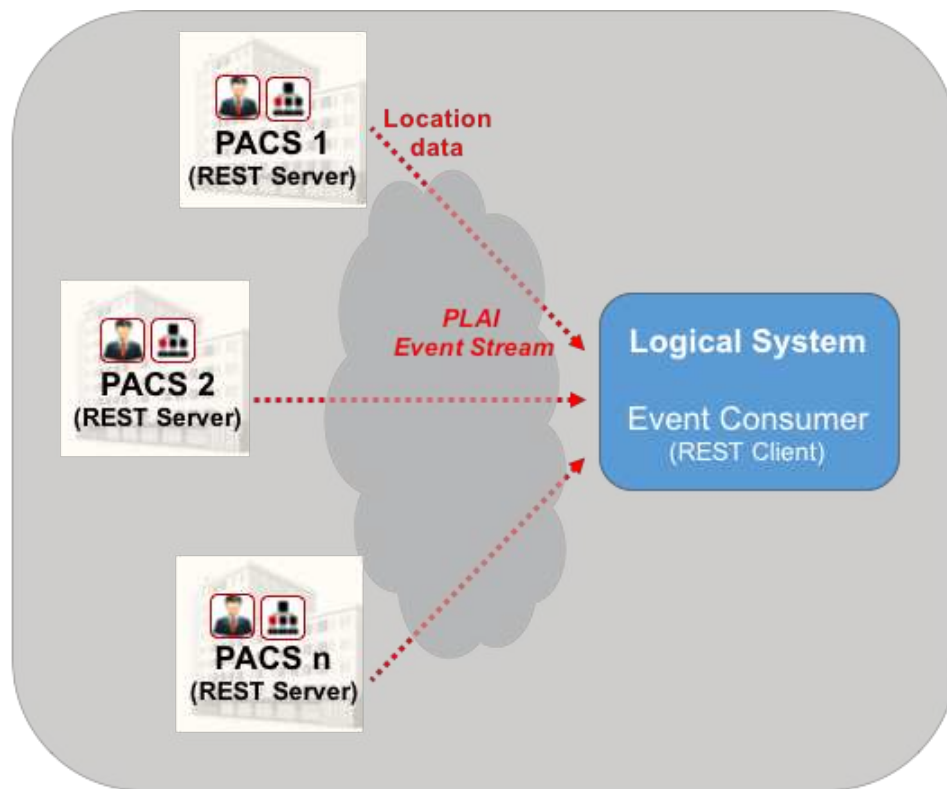 PACS 1
(REST Server)
Location
data
PACS 2
(REST Server)
PLAI
Event Stream
Logical System
Event Consumer
(REST Client)
PACS n
(REST Server)